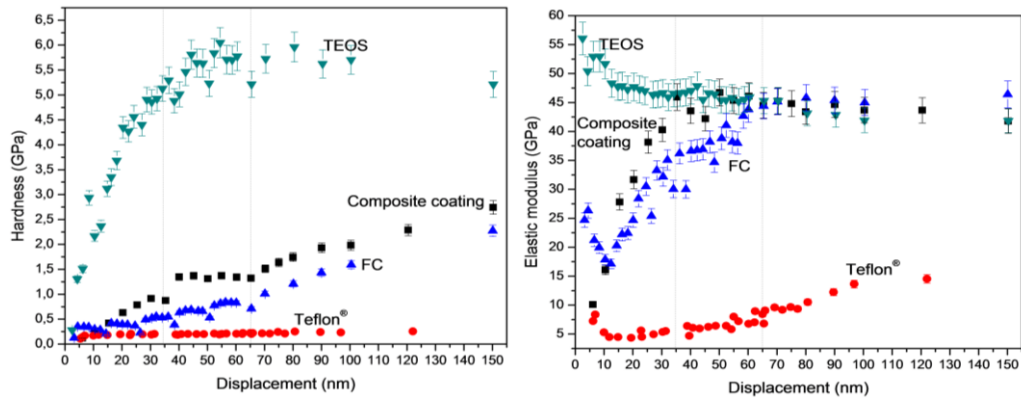 6,5
6,0
5,5
5,0
4,5
4,0
3,5
3,0
2,5
2,0
1,5
1,0
0,5
0,0
Hardness (GPa)
TEOS
Composite coating
FC
Teflon®
0 10 20 30 40 50 60 70 80 90 100 110 120 130 140 150
Displacement (nm)
60
55
50
45
40
35
30
25
20
15
10
5
0
Elastic modulus (GPa)
TEOS
Composite
coating
FC
Teflon®
0 10 20 30 40 50 60 70 80 90 100 110 120 130 140 150
Displacement (nm)